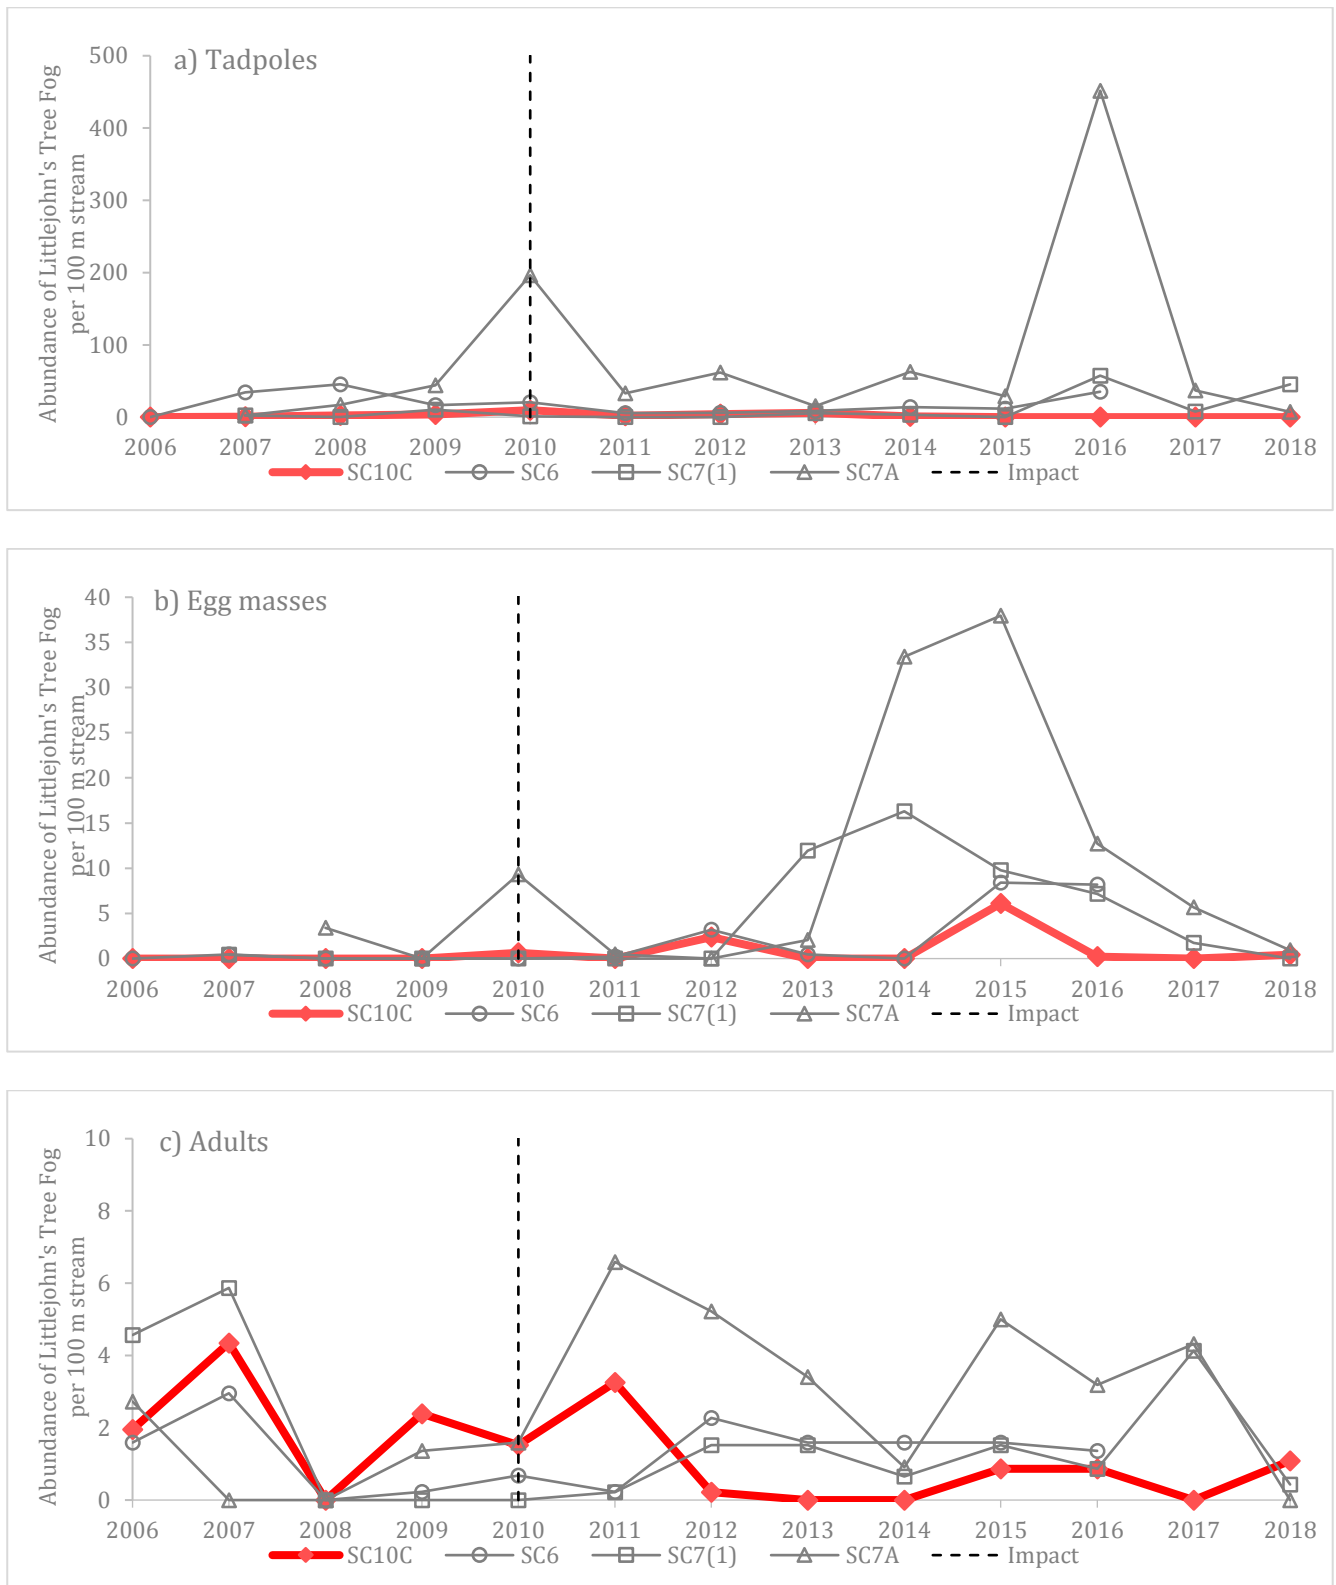 a) Tadpoles
Abundance of Littlejohn's Tree Fog
per 100 m stream
500
400
300
200
100
0
2006 2007 2008 2009 2010 2011 2012 2013 2014 2015 2016 2017 2018
SC10C SC6 SC7(1) SC7A Impact
b) Egg masses
Abundance of Littlejohn's Tree Fog
per 100 m stream
40
35
30
25
20
15
10
5
0
2006 2007 2008 2009 2010 2011 2012 2013 2014 2015 2016 2017 2018
SC10C SC6 SC7(1) SC7A Impact
c) Adults
Abundance of Littlejohn's Tree Fog
per 100 m stream
10
8
6
4
2
0
2006 2007 2008 2009 2010 2011 2012 2013 2014 2015 2016 2017 2018
SC10C SC6 SC7(1) SC7A Impact